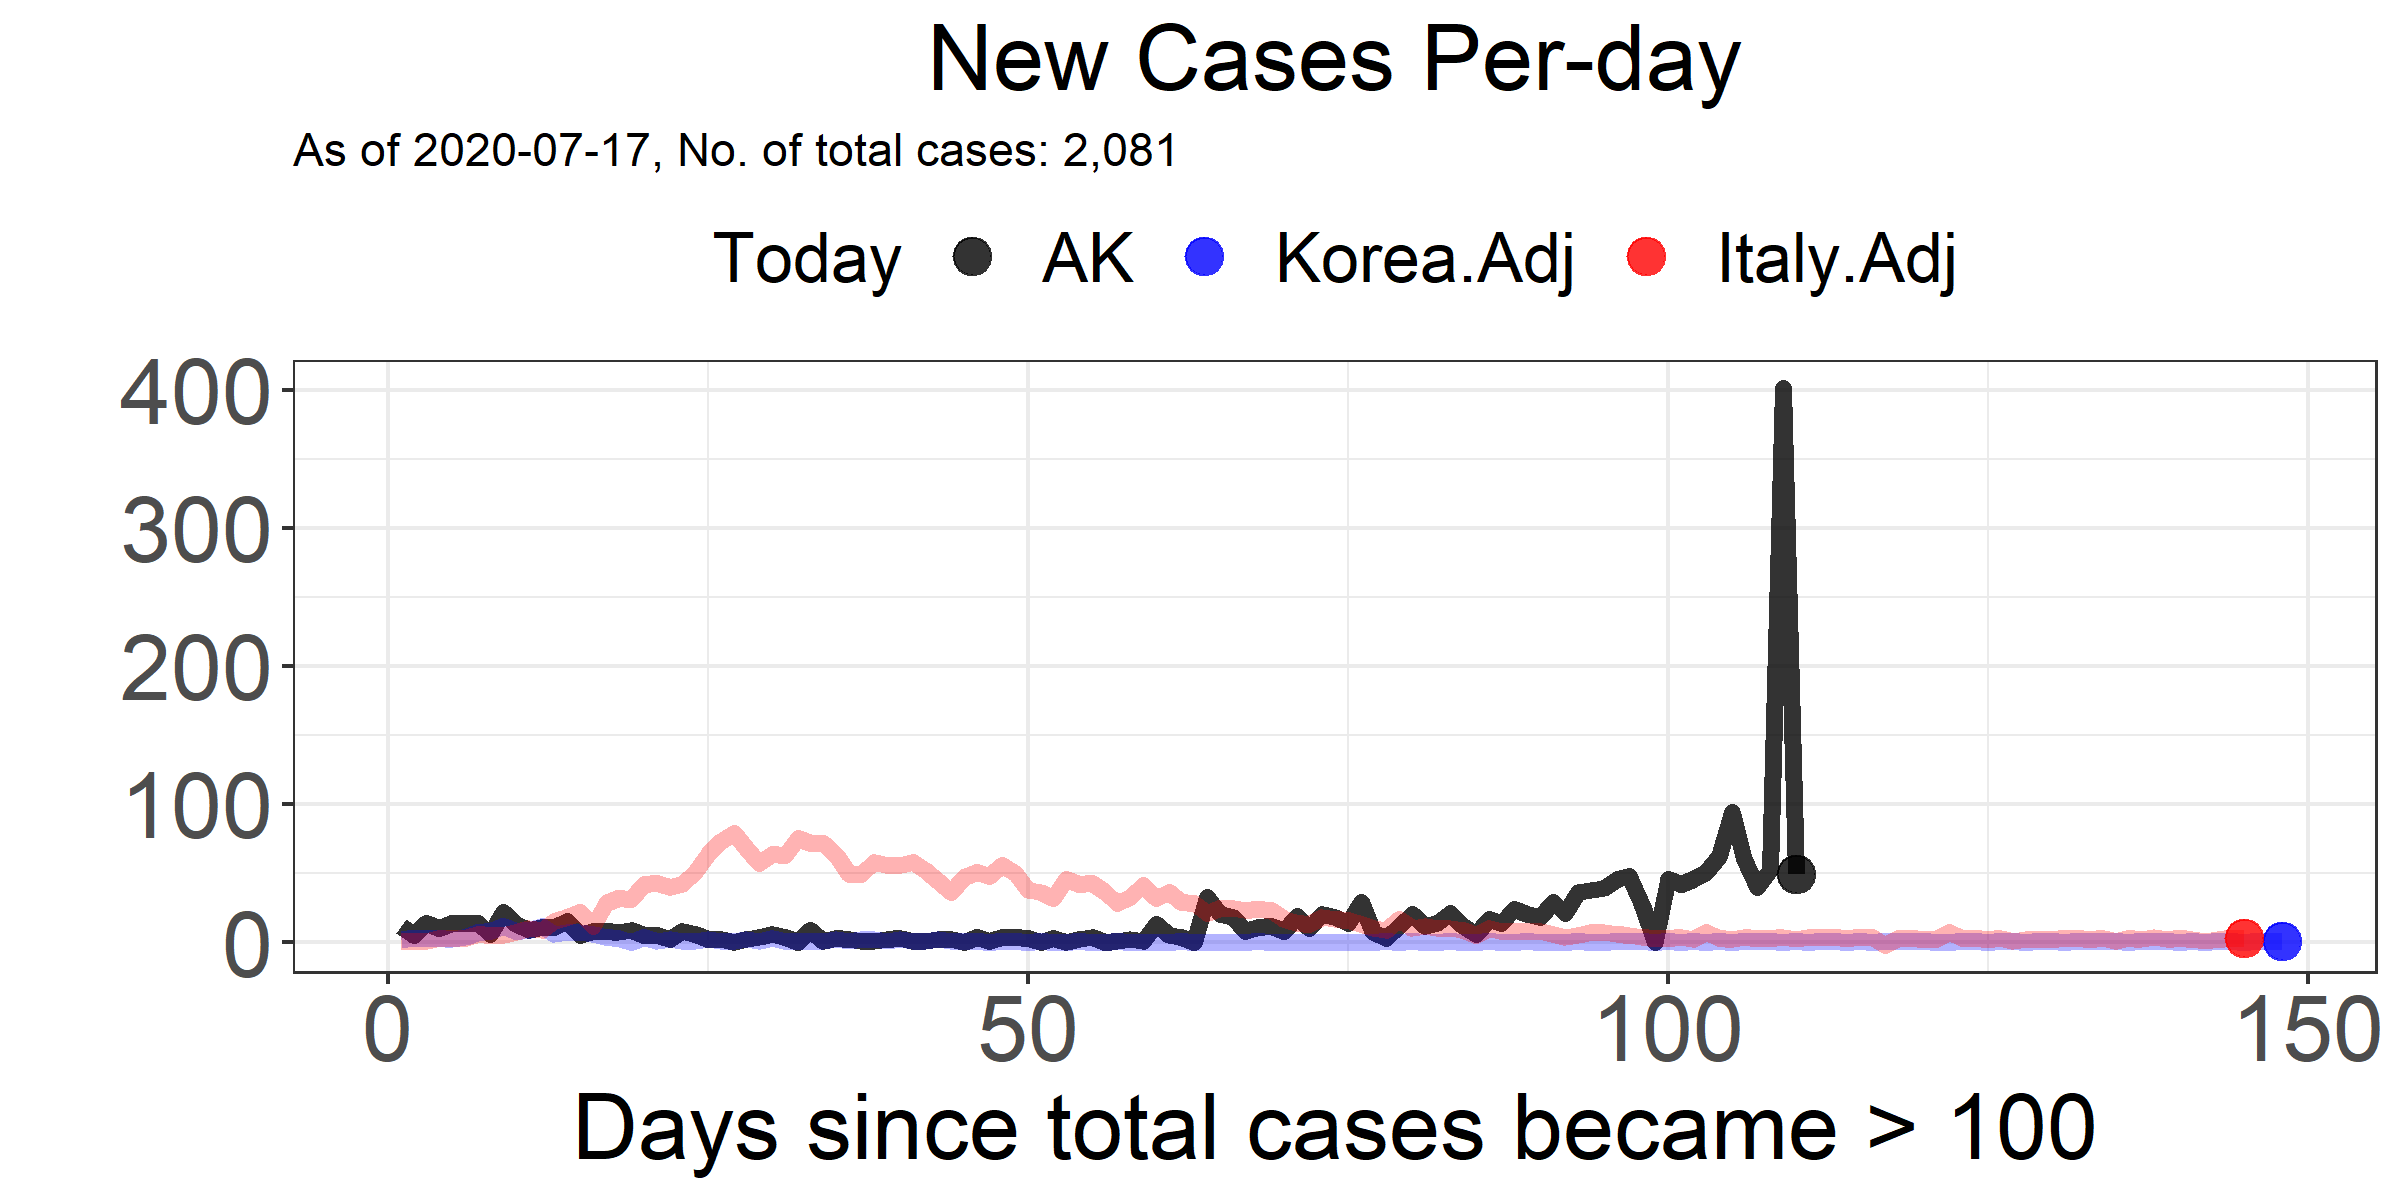 New Cases Per-day
As of 2020-07-17, No. of total cases: 2,081
Today AK Korea.Adj Italy.Adj
400
300
200
100
0
0 50 100 150
Days since total cases became > 100